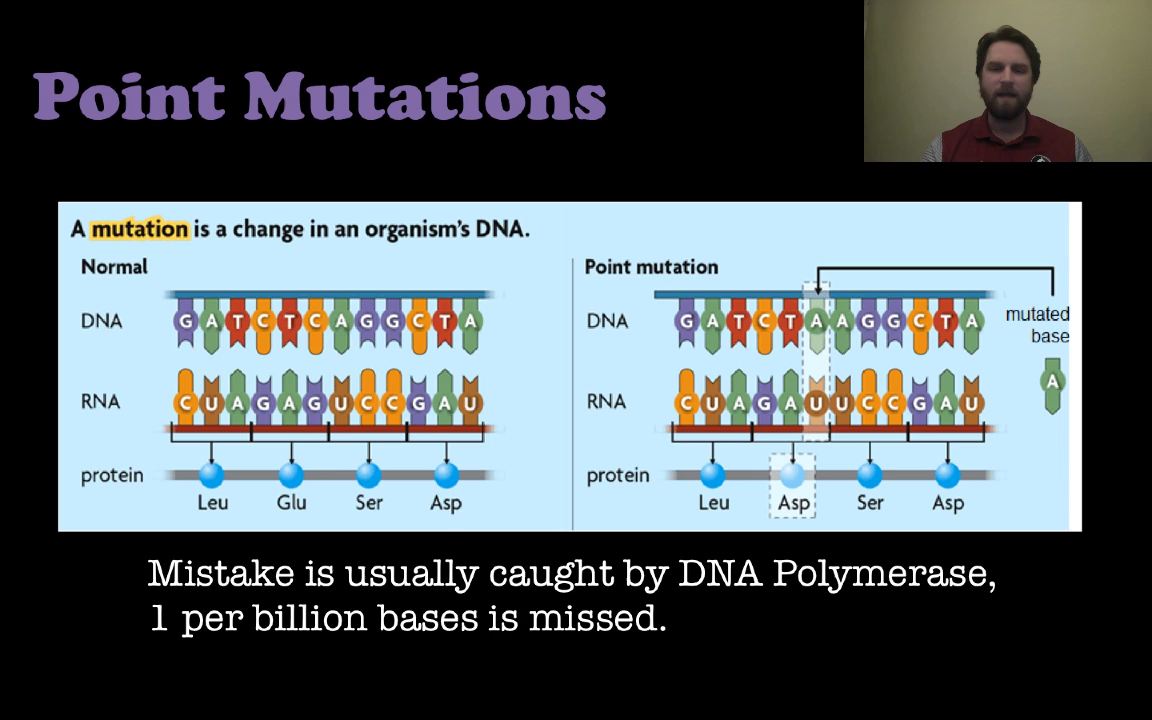 Point Mutations
A mutation is a change in an organism's DNA.
Normal
DNA G A T C T C A G G C T A
RNA C U A G A G U C C G A U
protein
Leu Glu Ser Asp
Point mutation
DNA G A T C T A A G G C T A
mutated
base
A
RNA C U A G A U U C C G A U
protein
Leu Asp Ser Asp
Mistake is usually caught by DNA Polymerase,
1 per billion bases is missed.